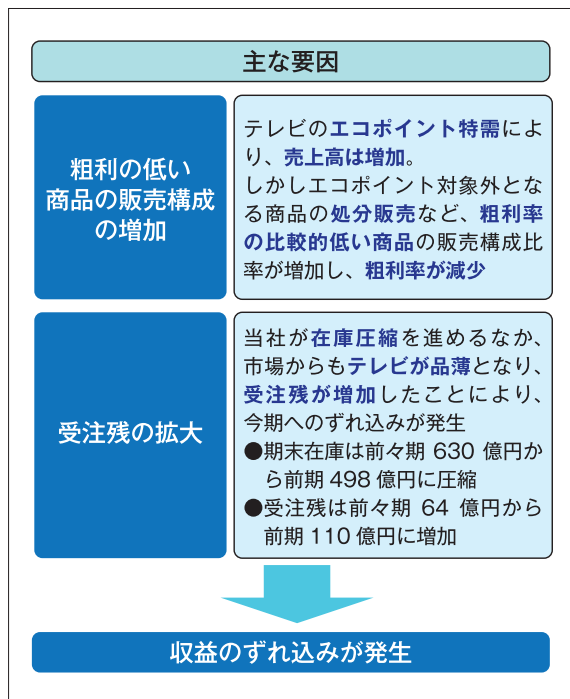 主な要因
粗利の低い
商品の販売構成
の増加
テレビのエコポイント特需によ
り、売上高は増加。
しかしエコポイント対象外とな
る商品の処分販売など、粗利率
の比較的低い商品の販売構成比
率が増加し、粗利率が減少
受注残の拡大
当社が在庫圧縮を進めるなか、
市場からもテレビが品薄となり、
受注残が増加したことにより、
今期へのずれ込みが発生
●期末在庫は前々期 630 億円か
ら前期 498 億円に圧縮
●受注残は前々期 64 億円から
前期 110 億円に増加
収益のずれ込みが発生